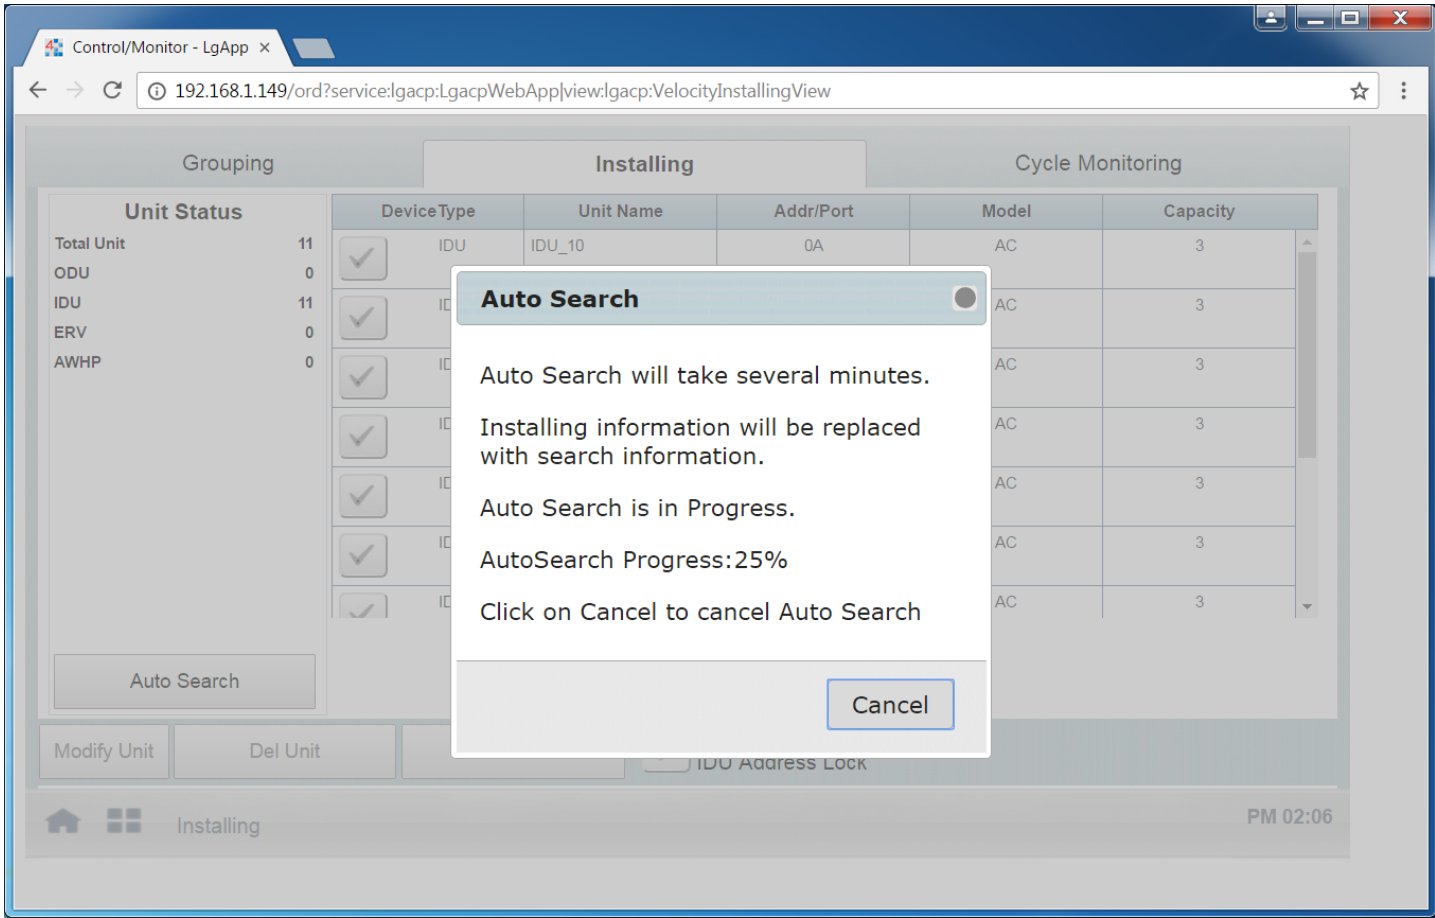 Control/Monitor - LgApp
192.168.1.149/ord?service:lgacp:LgacpWebApp|view:lgacp:VelocityInstallingView
Grouping Installing Cycle Monitoring
Unit Status
Total Unit 11
ODU 0
IDU 11
ERV 0
AWHP 0
Auto Search
DeviceType Unit Name Addr/Port Model Capacity
IDU IDU_10 0A AC 3
AC 3
AC 3
AC 3
AC 3
AC 3
AC 3
Auto Search
Auto Search will take several minutes.
Installing information will be replaced
with search information.
Auto Search is in Progress.
AutoSearch Progress:25%
Click on Cancel to cancel Auto Search
Cancel
Modify Unit Del Unit
IDU Address Lock
Installing PM 02:06